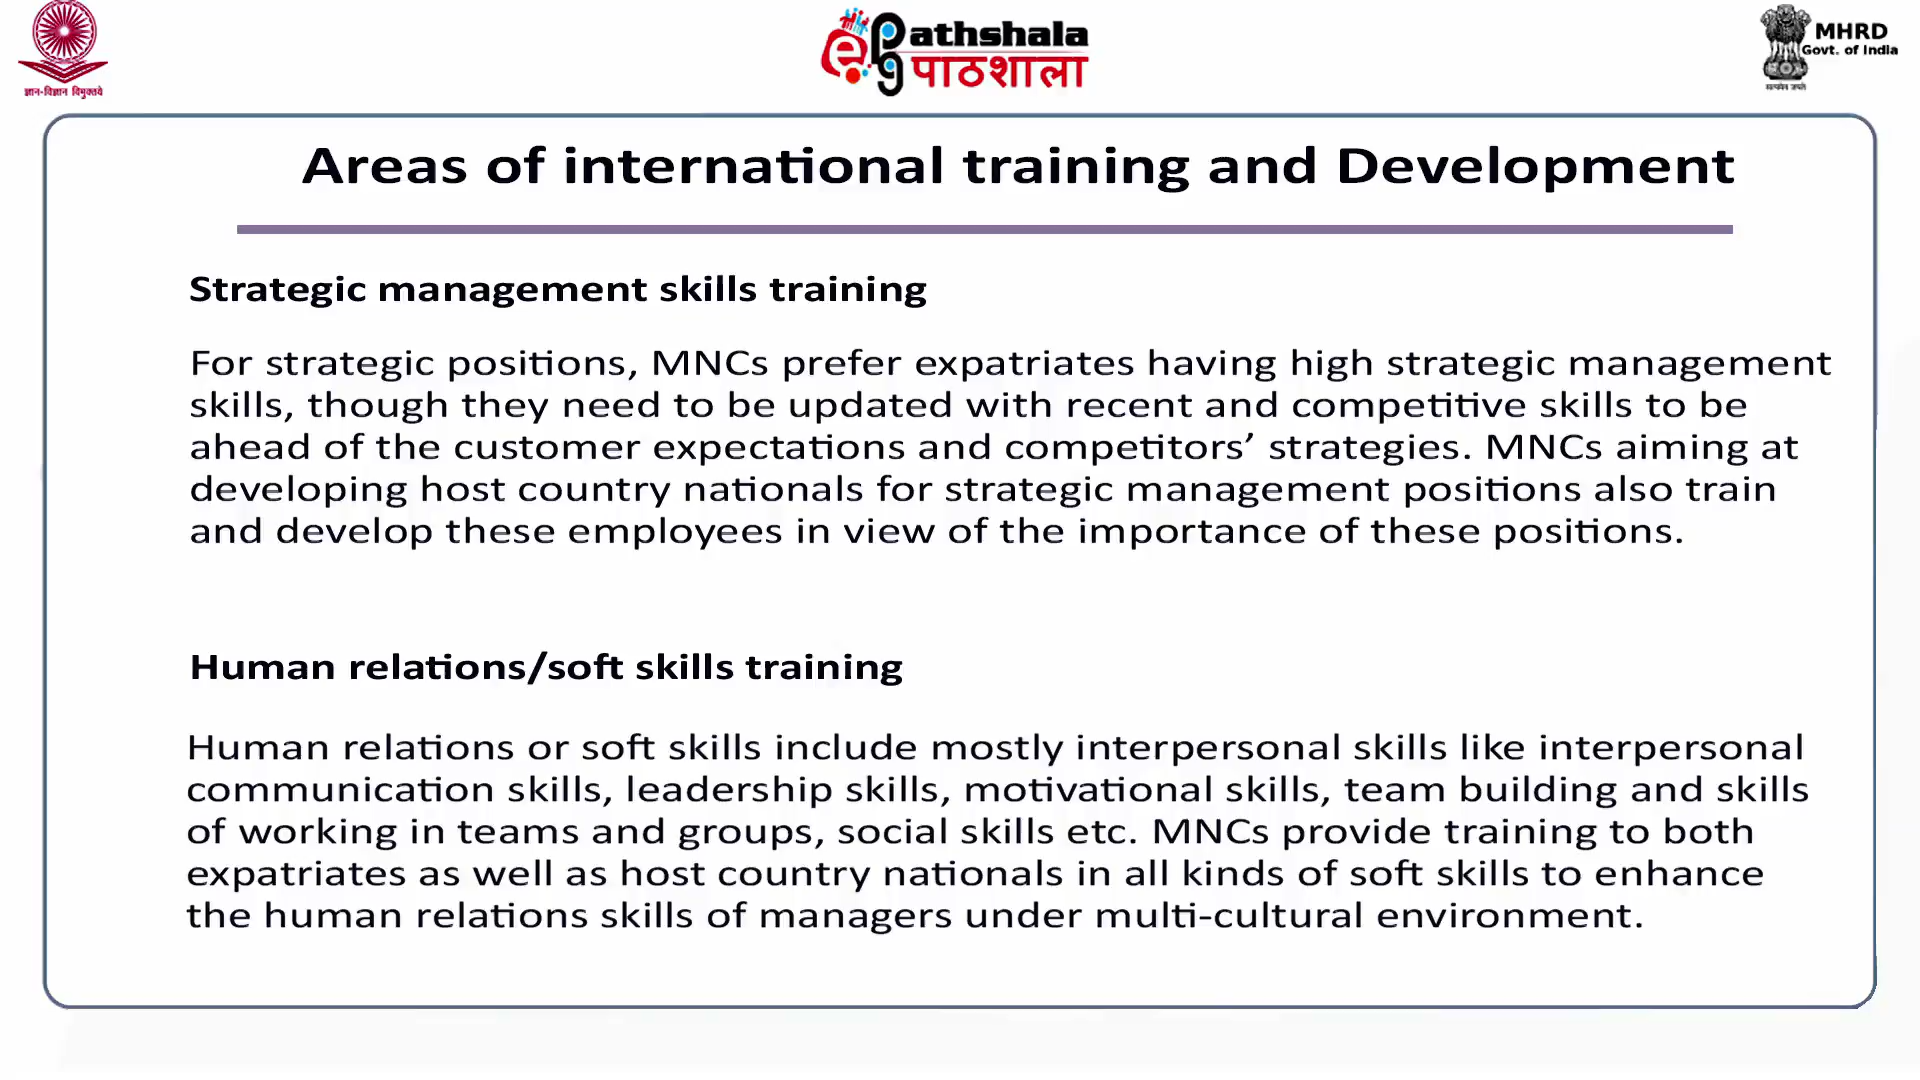 ज्ञान-विज्ञान विमुक्तये
ePathshala
पाठशाला
MHRD
Govt. of India
सत्यमेव जयते
Areas of international training and Development
Strategic management skills training
For strategic positions, MNCs prefer expatriates having high strategic management
skills, though they need to be updated with recent and competitive skills to be
ahead of the customer expectations and competitors’ strategies. MNCs aiming at
developing host country nationals for strategic management positions also train
and develop these employees in view of the importance of these positions.
Human relations/soft skills training
Human relations or soft skills include mostly interpersonal skills like interpersonal
communication skills, leadership skills, motivational skills, team building and skills
of working in teams and groups, social skills etc. MNCs provide training to both
expatriates as well as host country nationals in all kinds of soft skills to enhance
the human relations skills of managers under multi-cultural environment.